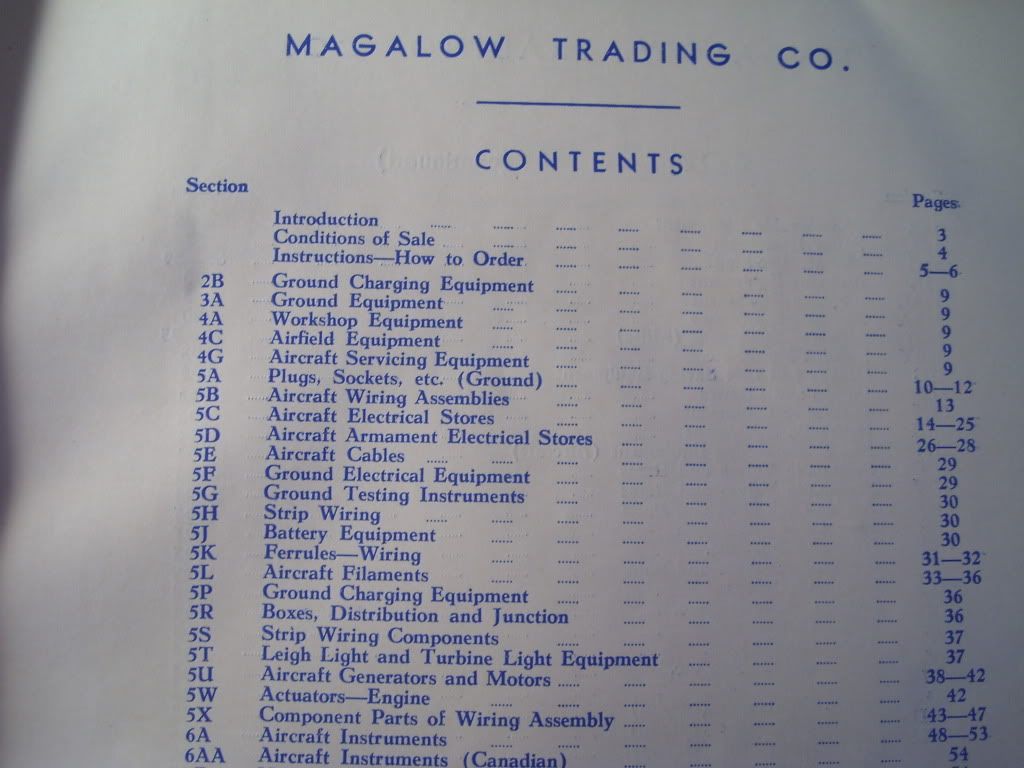 MAGALOW TRADING CO.
CONTENTS
Section Pages
Introduction ...... 3
Conditions of Sale ...... 4
Instructions—How to Order ...... 5—6
2B Ground Charging Equipment ...... 9
3A Ground Equipment ...... 9
4A Workshop Equipment ...... 9
4C Airfield Equipment ...... 9
4G Aircraft Servicing Equipment ...... 9
5A Plugs, Sockets, etc. (Ground) ...... 10—12
5B Aircraft Wiring Assemblies ...... 13
5C Aircraft Electrical Stores ...... 14—25
5D Aircraft Armament Electrical Stores ...... 26—28
5E Aircraft Cables ...... 29
5F Ground Electrical Equipment ...... 29
5G Ground Testing Instruments ...... 30
5H Strip Wiring ...... 30
5J Battery Equipment ...... 30
5K Ferrules—Wiring ...... 31—32
5L Aircraft Filaments ...... 33—36
5P Ground Charging Equipment ...... 36
5R Boxes, Distribution and Junction ...... 36
5S Strip Wiring Components ...... 37
5T Leigh Light and Turbine Light Equipment ...... 37
5U Aircraft Generators and Motors ...... 38—42
5W Actuators—Engine ...... 42
5X Component Parts of Wiring Assembly ...... 43—47
6A Aircraft Instruments ...... 48—53
6AA Aircraft Instruments (Canadian) ...... 54